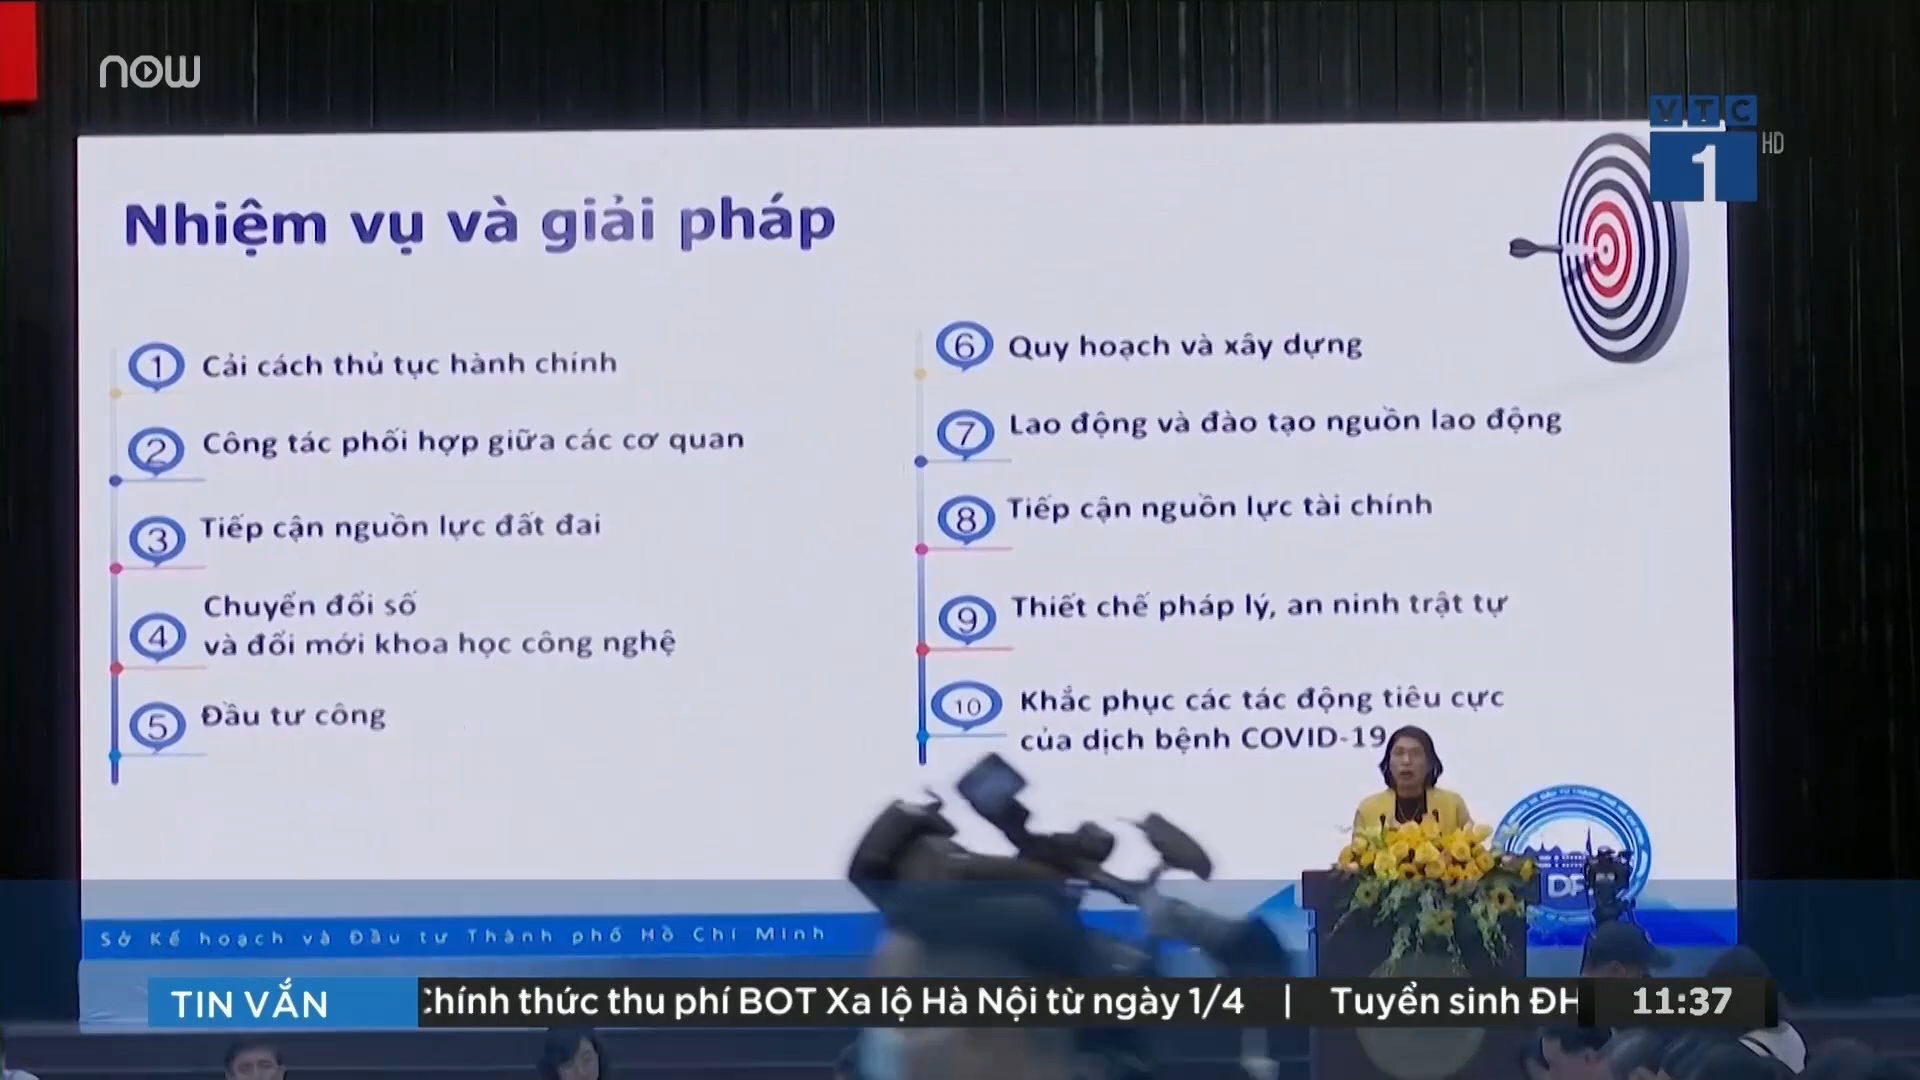 now
VTC
1
HD
Nhiệm vụ và giải pháp
1 Cải cách thủ tục hành chính
2 Công tác phối hợp giữa các cơ quan
3 Tiếp cận nguồn lực đất đai
4 Chuyển đổi số
và đổi mới khoa học công nghệ
5 Đầu tư công
6 Quy hoạch và xây dựng
7 Lao động và đào tạo nguồn lao động
8 Tiếp cận nguồn lực tài chính
9 Thiết chế pháp lý, an ninh trật tự
10 Khắc phục các tác động tiêu cực
của dịch bệnh COVID-19
Sở Kế hoạch và Đầu tư Thành phố Hồ Chí Minh
TIN VẮN
Chính thức thu phí BOT Xa lộ Hà Nội từ ngày 1/4 | Tuyển sinh ĐH
11:37